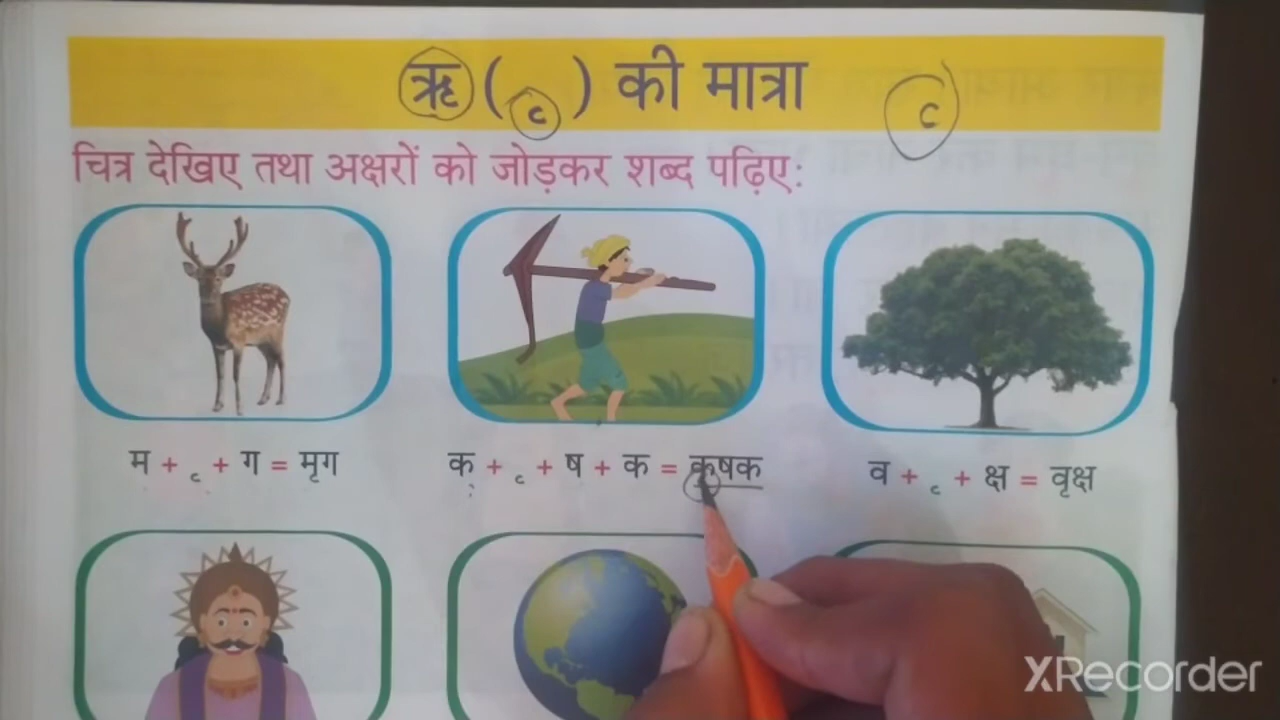 ऋ ( ृ ) की मात्रा ृ
चित्र देखिए तथा अक्षरों को जोड़कर शब्द पढ़िए:
म + ृ + ग = मृग
क + ृ + ष + क = कृषक
व + ृ + क्ष = वृक्ष
XRecorder